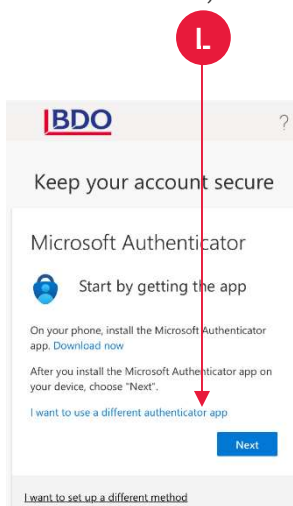 L.
BDO
?
Keep your account secure
Microsoft Authenticator
Start by getting the app
On your phone, install the Microsoft Authenticator
app. Download now
After you install the Microsoft Authenticator app on
your device, choose "Next".
I want to use a different authenticator app
Next
I want to set up a different method